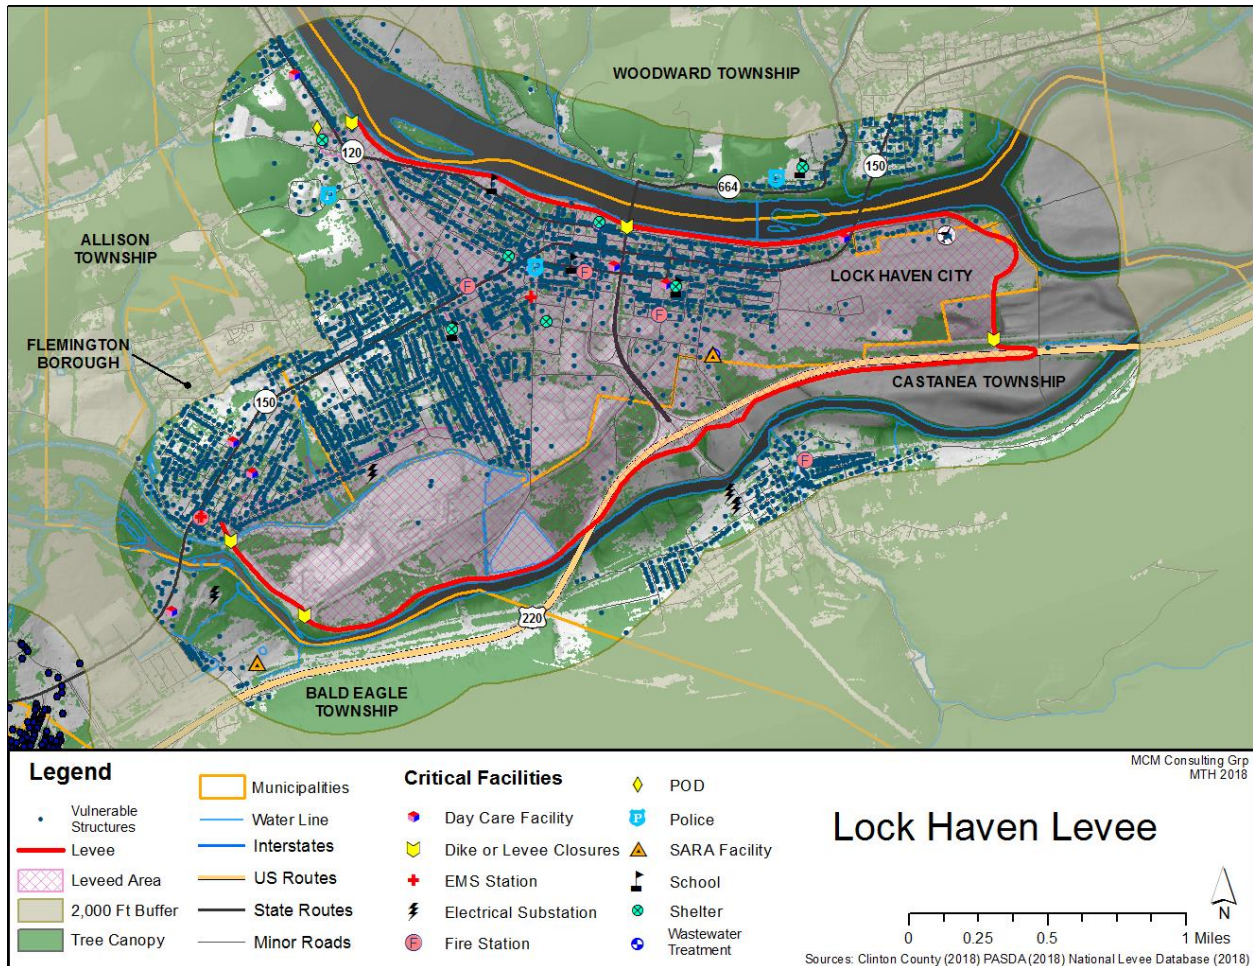 WOODWARD TOWNSHIP
120
150
664
P
ALLISON
TOWNSHIP
LOCK HAVEN CITY
P
F
F
F
FLEMINGTON
BOROUGH
CASTANEA TOWNSHIP
150
F
220
BALD EAGLE
TOWNSHIP
Legend
Vulnerable
Structures
Levee
Leveed Area
2,000 Ft Buffer
Tree Canopy
Municipalities
Water Line
Interstates
US Routes
State Routes
Minor Roads
Critical Facilities
Day Care Facility
Dike or Levee Closures
EMS Station
Electrical Substation
F Fire Station
POD
P Police
SARA Facility
School
Shelter
Wastewater
Treatment
MCM Consulting Grp
MTH 2018
Lock Haven Levee
N
0 0.25 0.5 1 Miles
Sources: Clinton County (2018) PASDA (2018) National Levee Database (2018)